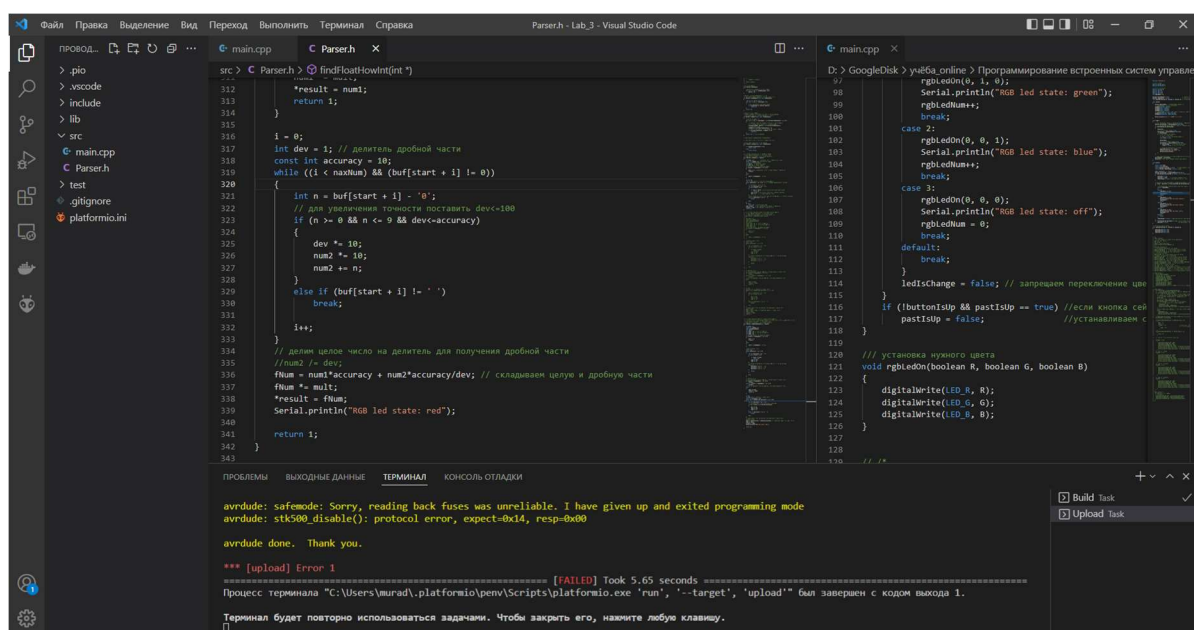 Файл Правка Выделение Вид Переход Выполнить Терминал Справка
Parser.h - Lab_3 - Visual Studio Code
ПРОВОД...
.pio
.vscode
include
lib
src
main.cpp
Parser.h
test
.gitignore
platformio.ini
main.cpp
Parser.h
src > C Parser.h > findFloatHowInt(int *)
312 *result = num1;
313 return 1;
314 }
315
316 i = 0;
317 int dev = 1; // делитель дробной части
318 const int accuracy = 10;
319 while ((i < naxNum) && (buf[start + i] != 0))
320 {
321 int n = buf[start + i] - '0';
322 // для увеличения точности поставить dev<=100
323 if (n >= 0 && n <= 9 && dev<=accuracy)
324 {
325 dev *= 10;
326 num2 *= 10;
327 num2 += n;
328 }
329 else if (buf[start + i] != ' ')
330 break;
331
332 i++;
333 }
334 // делим целое число на делитель для получения дробной части
335 //num2 /= dev;
336 fNum = num1*accuracy + num2*accuracy/dev; // складываем целую и дробную части
337 fNum *= mult;
338 *result = fNum;
339 Serial.println("RGB led state: red");
340
341 return 1;
342 }
343
main.cpp
D: > GoogleDisk > учёба_online > Программирование встроенных систем управле
97 rgbLedOn(0, 1, 0);
98 Serial.println("RGB led state: green");
99 rgbLedNum++;
100 break;
101 case 2:
102 rgbLedOn(0, 0, 1);
103 Serial.println("RGB led state: blue");
104 rgbLedNum++;
105 break;
106 case 3:
107 rgbLedOn(0, 0, 0);
108 Serial.println("RGB led state: off");
109 rgbLedNum = 0;
110 break;
111 default:
112 break;
113 }
114 ledIsChange = false; // запрещаем переключение цве
115 }
116 if (!buttonIsUp && pastIsUp == true) //если кнопка сей
117 pastIsUp = false; //устанавливаем с
118 }
119
120 /// установка нужного цвета
121 void rgbLedOn(boolean R, boolean G, boolean B)
122 {
123 digitalWrite(LED_R, R);
124 digitalWrite(LED_G, G);
125 digitalWrite(LED_B, B);
126 }
127
128
129 // /*
ПРОБЛЕМЫ ВЫХОДНЫЕ ДАННЫЕ ТЕРМИНАЛ КОНСОЛЬ ОТЛАДКИ
avrdude: safemode: Sorry, reading back fuses was unreliable. I have given up and exited programming mode
avrdude: stk500_disable(): protocol error, expect=0x14, resp=0x00
avrdude done. Thank you.
*** [upload] Error 1
[FAILED] Took 5.65 seconds
Процесс терминала "C:\Users\murad\.platformio\penv\Scripts\platformio.exe 'run', '--target', 'upload'" был завершен с кодом выхода 1.
Терминал будет повторно использоваться задачами. Чтобы закрыть его, нажмите любую клавишу.
Build Task
Upload Task
1